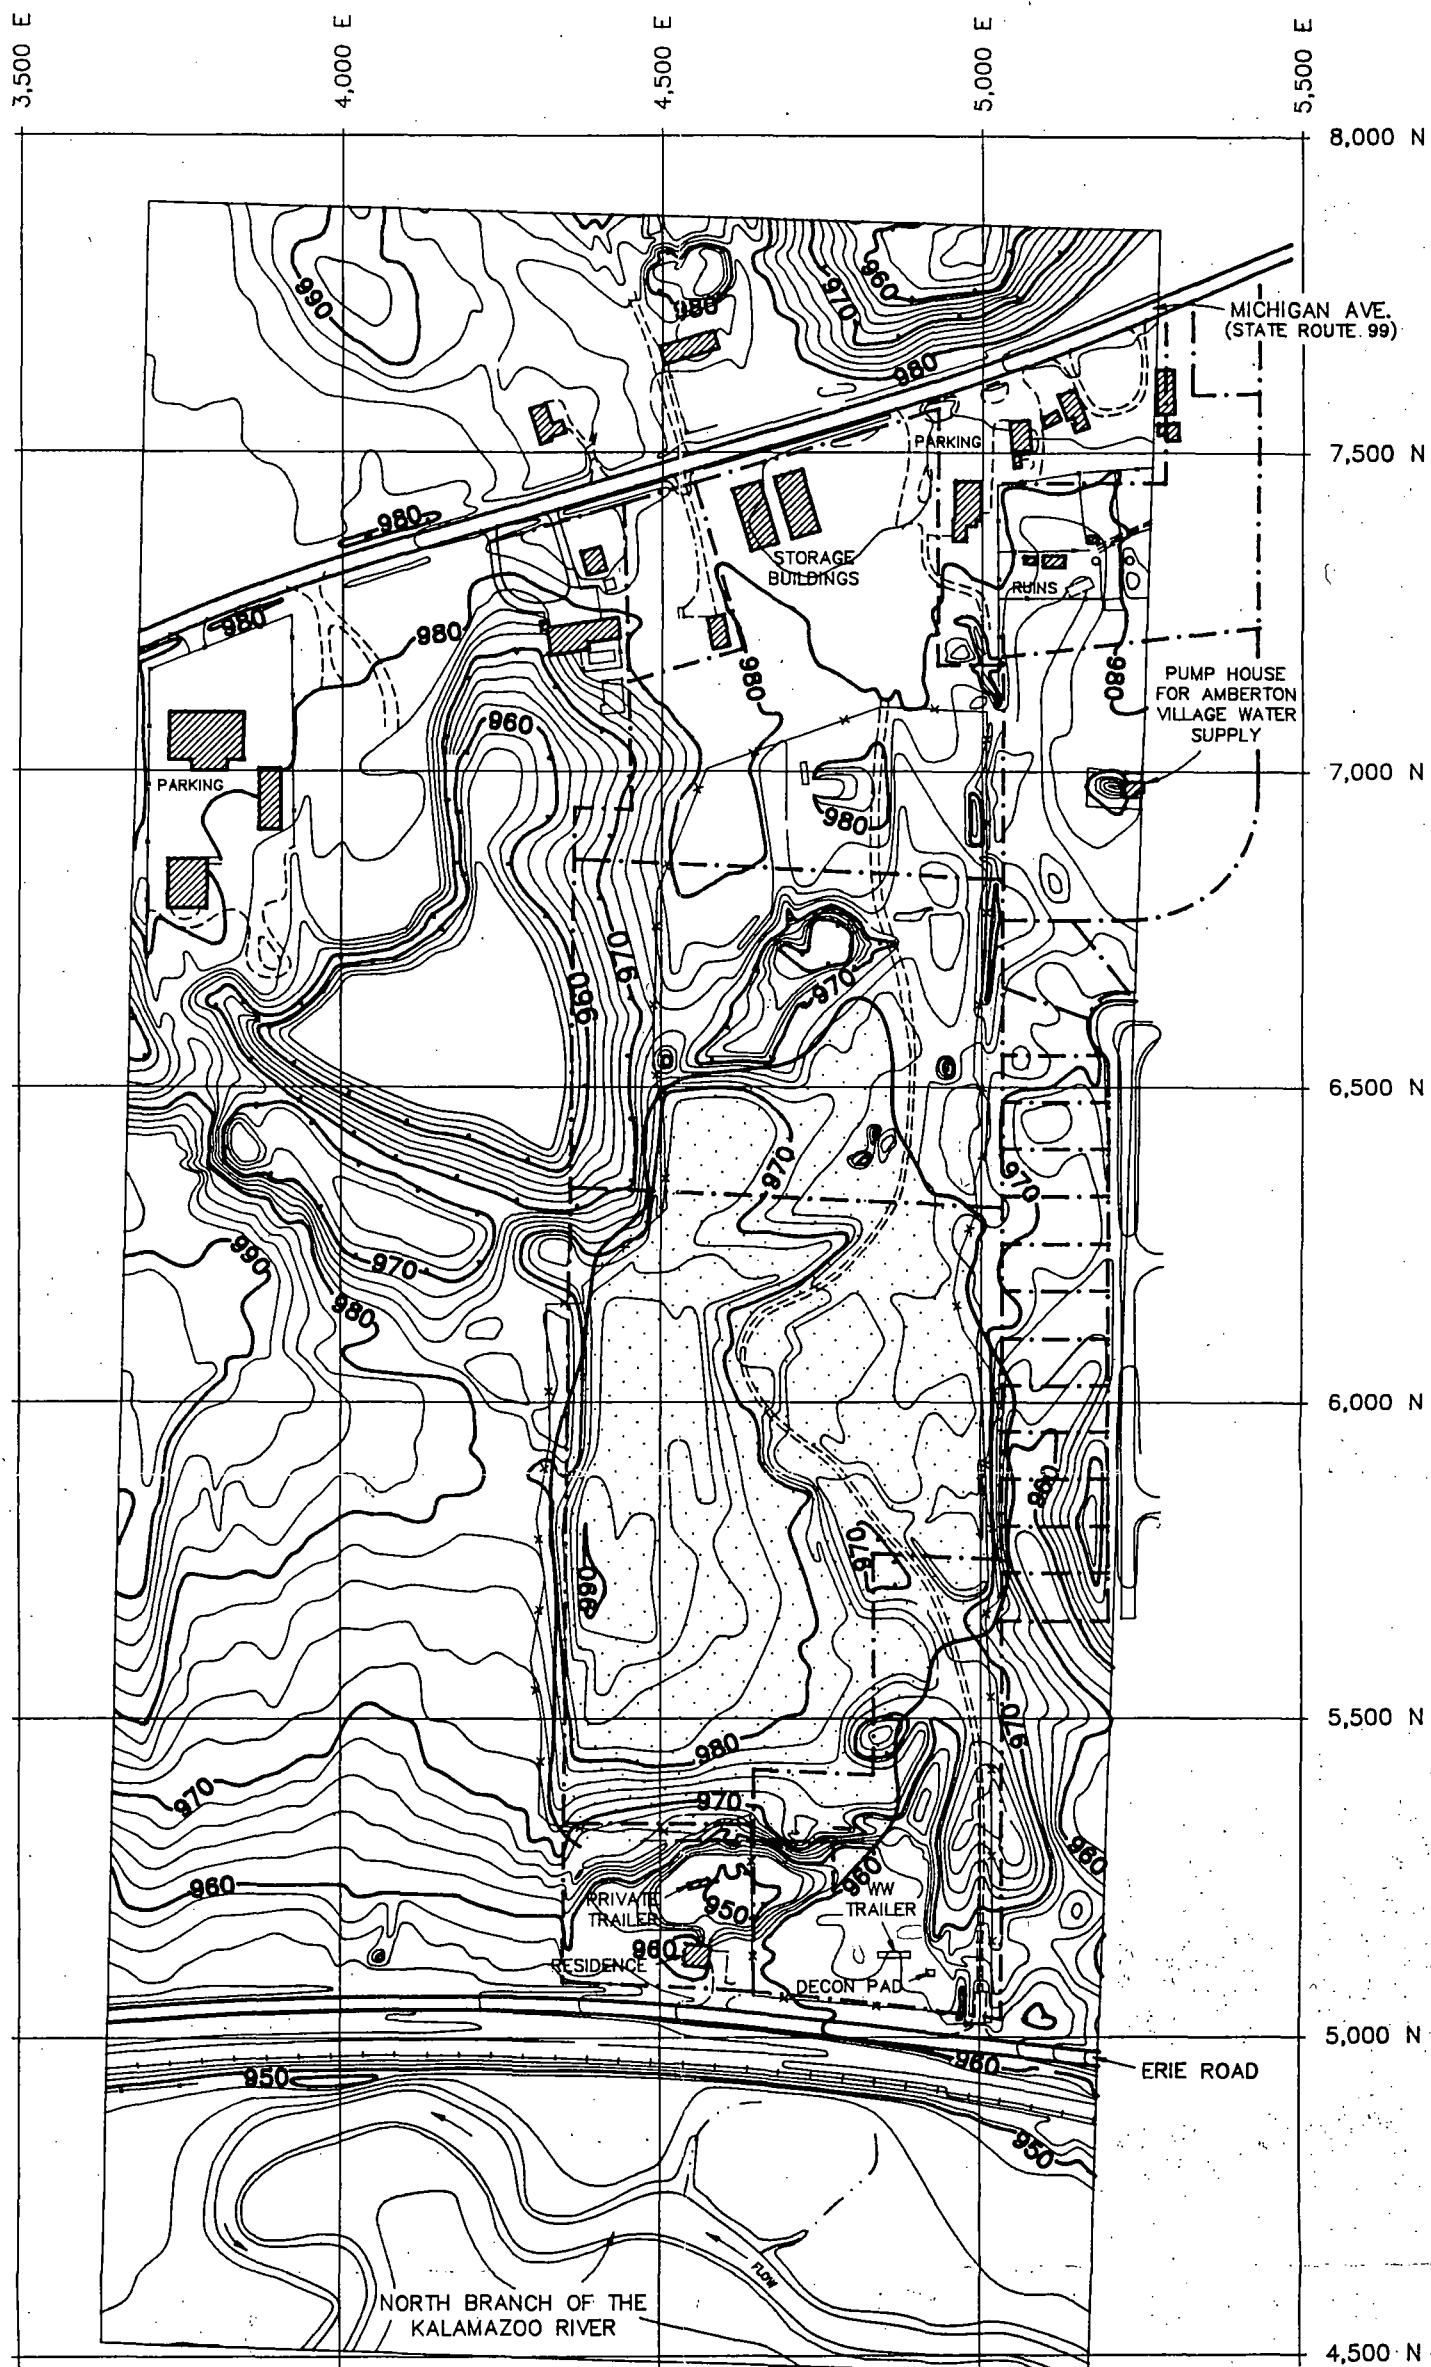 3,500 E
4,000 E
4,500 E
5,000 E
5,500 E
8,000 N
990
980
970
960
MICHIGAN AVE.
(STATE ROUTE 99)
980
PARKING
7,500 N
980
STORAGE
BUILDINGS
RUINS
980
980
980
980
PUMP HOUSE
FOR AMBERTON
VILLAGE WATER
SUPPLY
960
PARKING
7,000 N
980
970
960
970
6,500 N
970
970
990
970
980
6,000 N
960
970
990
980
970
5,500 N
970
970
960
960
960
PRIVATE
TRAILER
950
WW
TRAILER
960
RESIDENCE
DECON PAD
5,000 N
960
ERIE ROAD
950
950
FLOW
NORTH BRANCH OF THE
KALAMAZOO RIVER
4,500 N